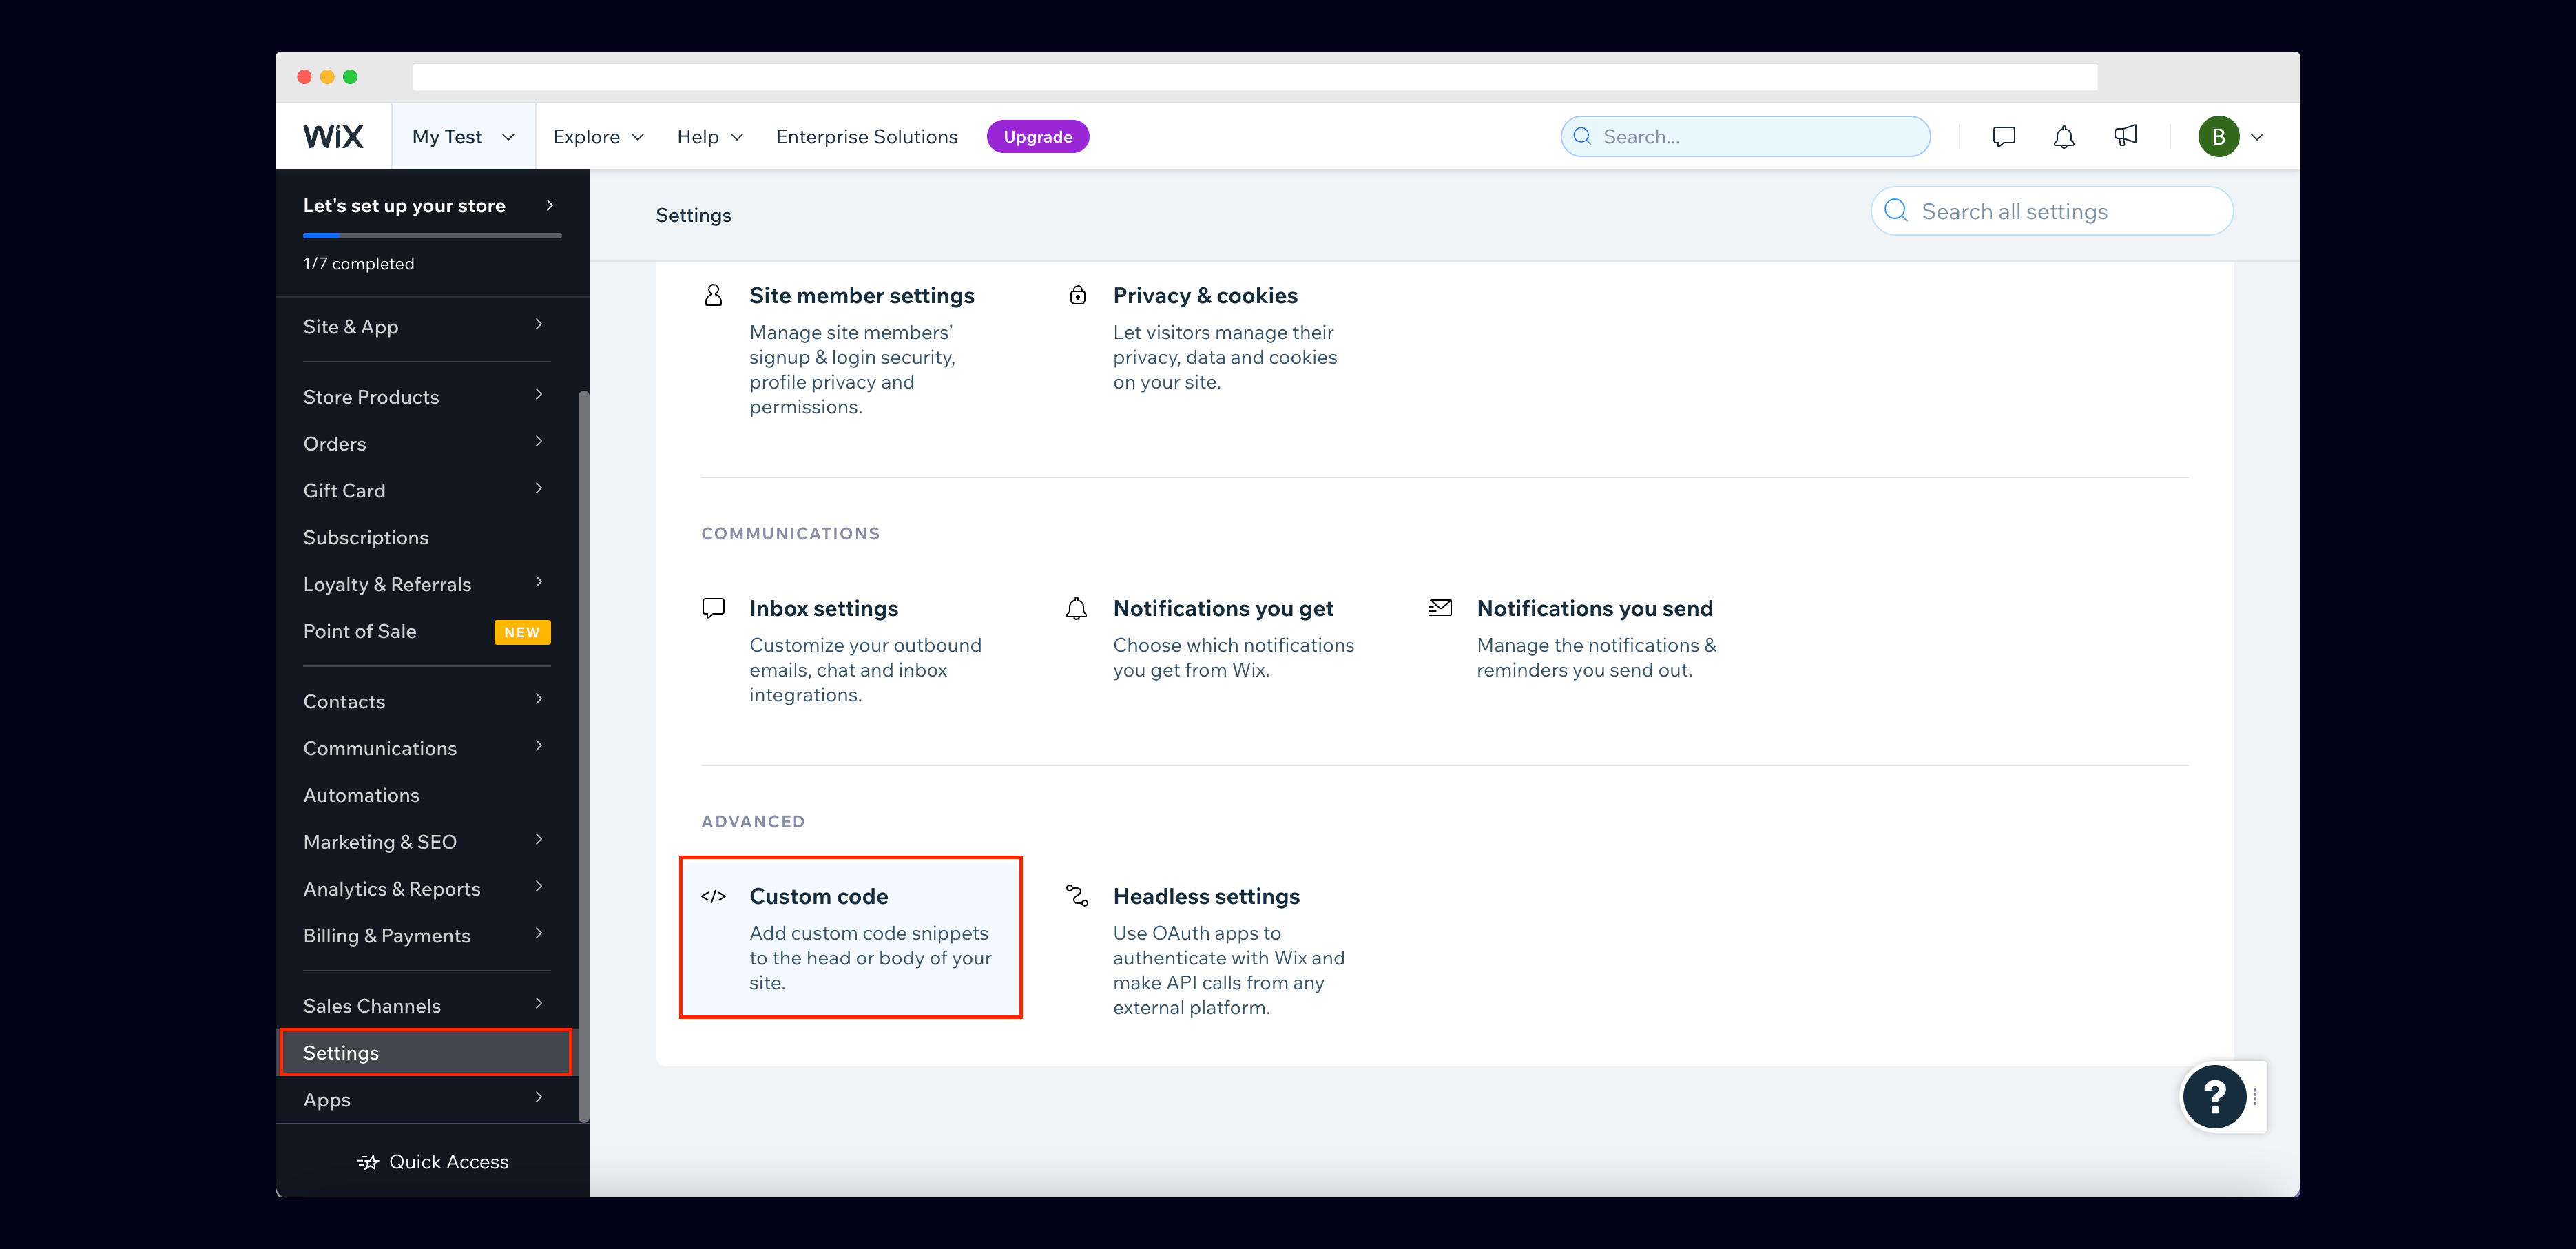 WiX
My Test
Explore
Help
Enterprise Solutions
Upgrade
Search...
B
Let's set up your store
1/7 completed
Site & App
Store Products
Orders
Gift Card
Subscriptions
Loyalty & Referrals
Point of Sale
NEW
Contacts
Communications
Automations
Marketing & SEO
Analytics & Reports
Billing & Payments
Sales Channels
Settings
Apps
Quick Access
Settings
Search all settings
Site member settings
Manage site members’
signup & login security,
profile privacy and
permissions.
Privacy & cookies
Let visitors manage their
privacy, data and cookies
on your site.
COMMUNICATIONS
Inbox settings
Customize your outbound
emails, chat and inbox
integrations.
Notifications you get
Choose which notifications
you get from Wix.
Notifications you send
Manage the notifications &
reminders you send out.
ADVANCED
</> Custom code
Add custom code snippets
to the head or body of your
site.
Headless settings
Use OAuth apps to
authenticate with Wix and
make API calls from any
external platform.
?